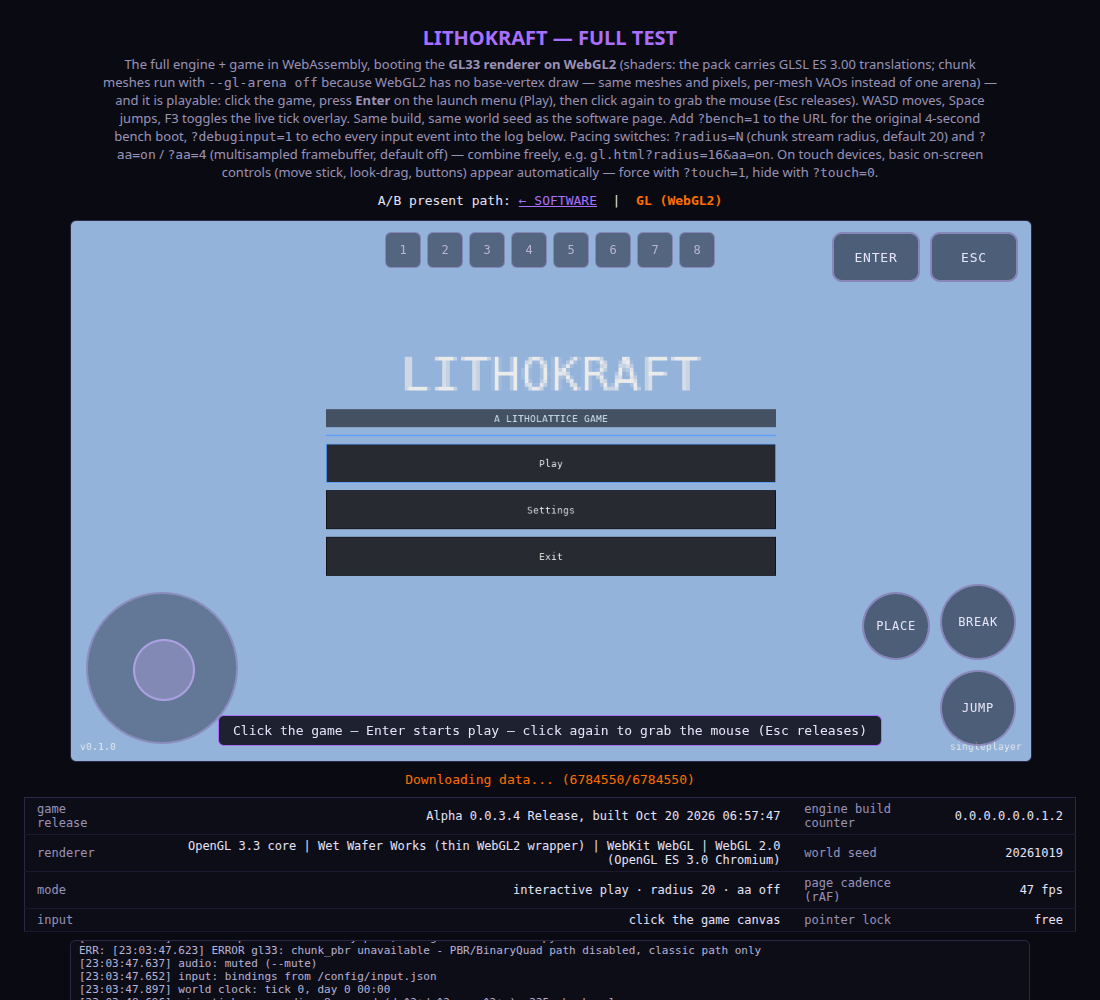 LITHOKRAFT — FULL TEST
The full engine + game in WebAssembly, booting the GL33 renderer on WebGL2 (shaders: the pack carries GLSL ES 3.00 translations; chunk
meshes run with --gl-arena off because WebGL2 has no base-vertex draw — same meshes and pixels, per-mesh VAOs instead of one arena) —
and it is playable: click the game, press Enter on the launch menu (Play), then click again to grab the mouse (Esc releases). WASD moves, Space
jumps, F3 toggles the live tick overlay. Same build, same world seed as the software page. Add ?bench=1 to the URL for the original 4-second
bench boot, ?debuginput=1 to echo every input event into the log below. Pacing switches: ?radius=N (chunk stream radius, default 20) and ?
aa=on / ?aa=4 (multisampled framebuffer, default off) — combine freely, e.g. gl.html?radius=16&aa=on. On touch devices, basic on-screen
controls (move stick, look-drag, buttons) appear automatically — force with ?touch=1, hide with ?touch=0.
A/B present path: ← SOFTWARE | GL (WebGL2)
1 2 3 4 5 6 7 8
ENTER ESC
LITHOKRAFT
A LITHOLATTICE GAME
Play
Settings
Exit
PLACE BREAK
JUMP
Click the game — Enter starts play — click again to grab the mouse (Esc releases)
v0.1.0 singleplayer
Downloading data... (6784550/6784550)
game release Alpha 0.0.3.4 Release, built Oct 20 2026 06:57:47 engine build counter 0.0.0.0.0.0.1.2
renderer OpenGL 3.3 core | Wet Wafer Works (thin WebGL2 wrapper) | WebKit WebGL | WebGL 2.0 (OpenGL ES 3.0 Chromium) world seed 20261019
mode interactive play · radius 20 · aa off page cadence (rAF) 47 fps
input click the game canvas pointer lock free
ERR: [23:03:47.623] ERROR gl33: chunk_pbr unavailable - PBR/BinaryQuad path disabled, classic path only
[23:03:47.637] audio: muted (--mute)
[23:03:47.652] input: bindings from /config/input.json
[23:03:47.897] world clock: tick 0, day 0 00:00